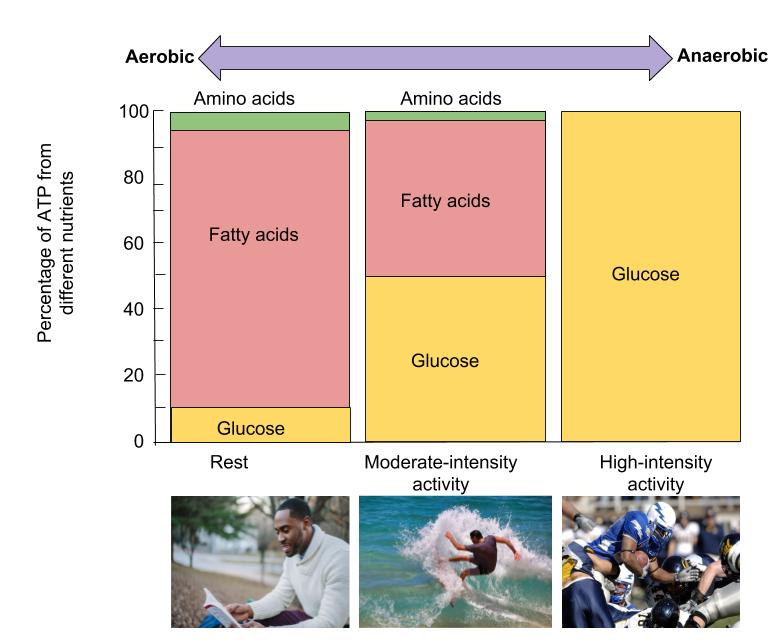 Aerobic
Anaerobic
Amino acids
Amino acids
100
80
60
40
20
0
Percentage of ATP from
different nutrients
Fatty acids
Glucose
Fatty acids
Glucose
Glucose
Rest
Moderate-intensity
activity
High-intensity
activity